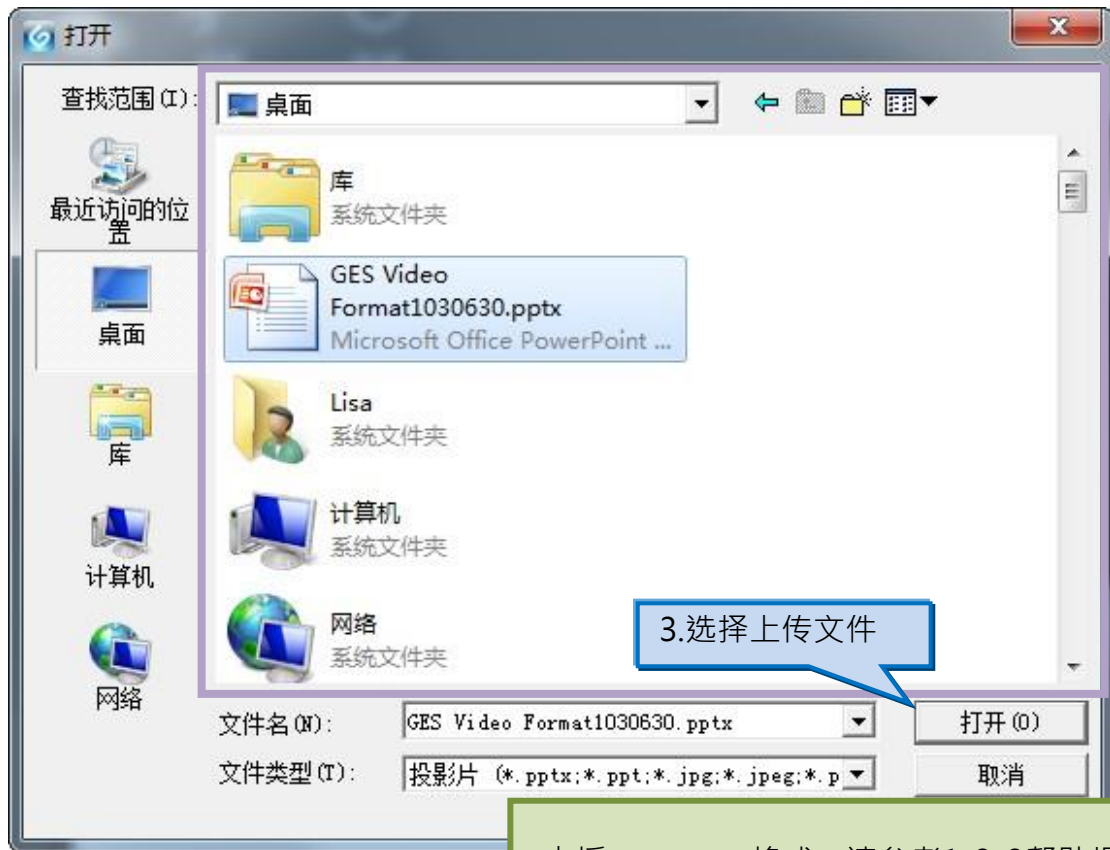 打开
查找范围(I):
桌面
最近访问的位
置
桌面
库
计算机
网络
库
系统文件夹
GES Video
Format1030630.pptx
Microsoft Office PowerPoint ...
Lisa
系统文件夹
计算机
系统文件夹
网络
系统文件夹
3.选择上传文件
文件名(N):
GES Video Format1030630.pptx
打开(O)
文件类型(T):
投影片 (*.pptx;*.ppt;*.jpg;*.jpeg;*.p
取消